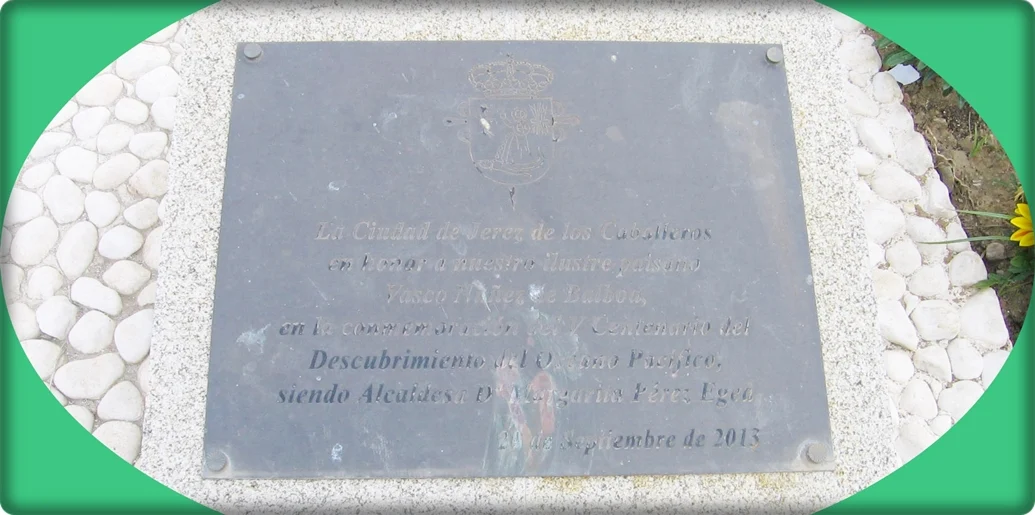 La Ciudad de Jerez de los Caballeros
en honor a nuestro ilustre paisano
Vasco Núñez de Balboa,
en la conmemoración del V Centenario del
Descubrimiento del Océano Pacífico,
siendo Alcaldesa Dª Margarita Pérez Egea
de Septiembre de 2013